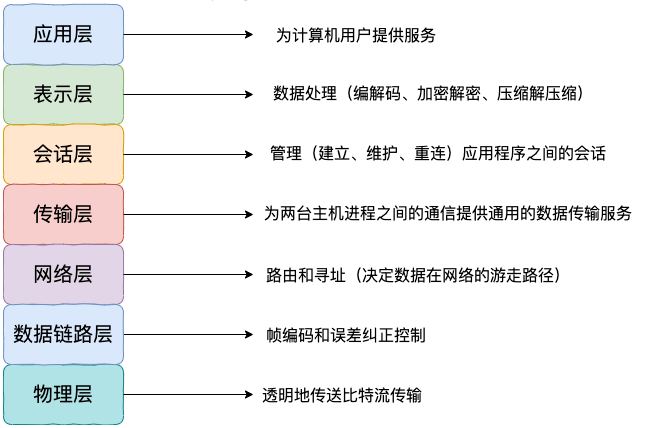 应用层
为计算机用户提供服务
表示层
数据处理（编解码、加密解密、压缩解压缩）
会话层
管理（建立、维护、重连）应用程序之间的会话
传输层
为两台主机进程之间的通信提供通用的数据传输服务
网络层
路由和寻址（决定数据在网络的游走路径）
数据链路层
帧编码和误差纠正控制
物理层
透明地传送比特流传输